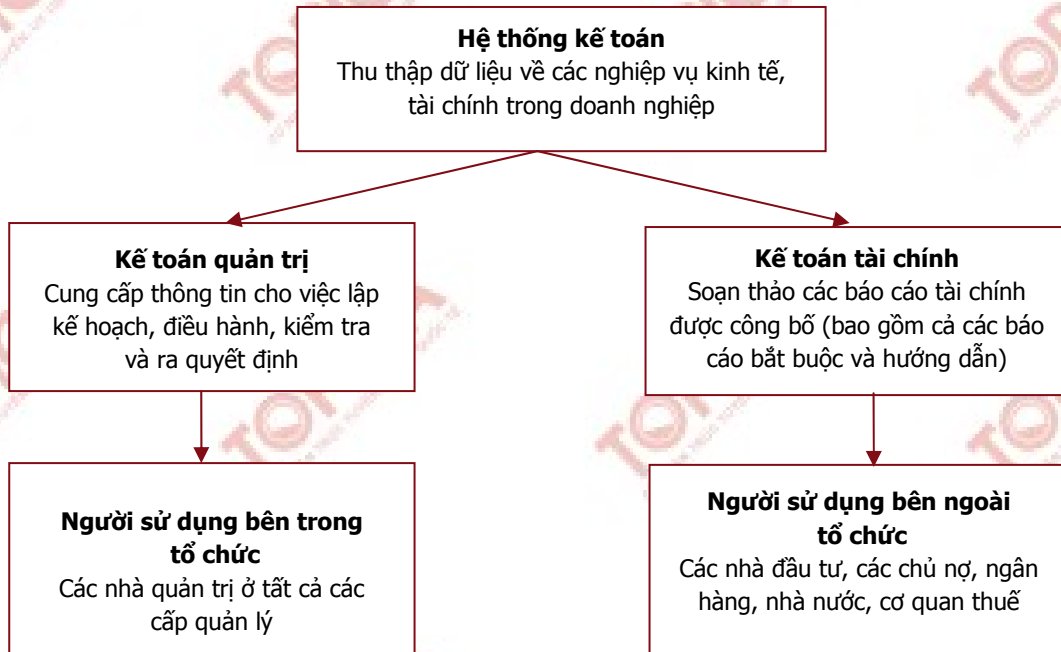 Hệ thống kế toán
Thu thập dữ liệu về các nghiệp vụ kinh tế,
tài chính trong doanh nghiệp
Kế toán quản trị
Cung cấp thông tin cho việc lập
kế hoạch, điều hành, kiểm tra
và ra quyết định
Kế toán tài chính
Soạn thảo các báo cáo tài chính
được công bố (bao gồm cả các báo
cáo bắt buộc và hướng dẫn)
Người sử dụng bên trong
tổ chức
Các nhà quản trị ở tất cả các
cấp quản lý
Người sử dụng bên ngoài
tổ chức
Các nhà đầu tư, các chủ nợ, ngân
hàng, nhà nước, cơ quan thuế